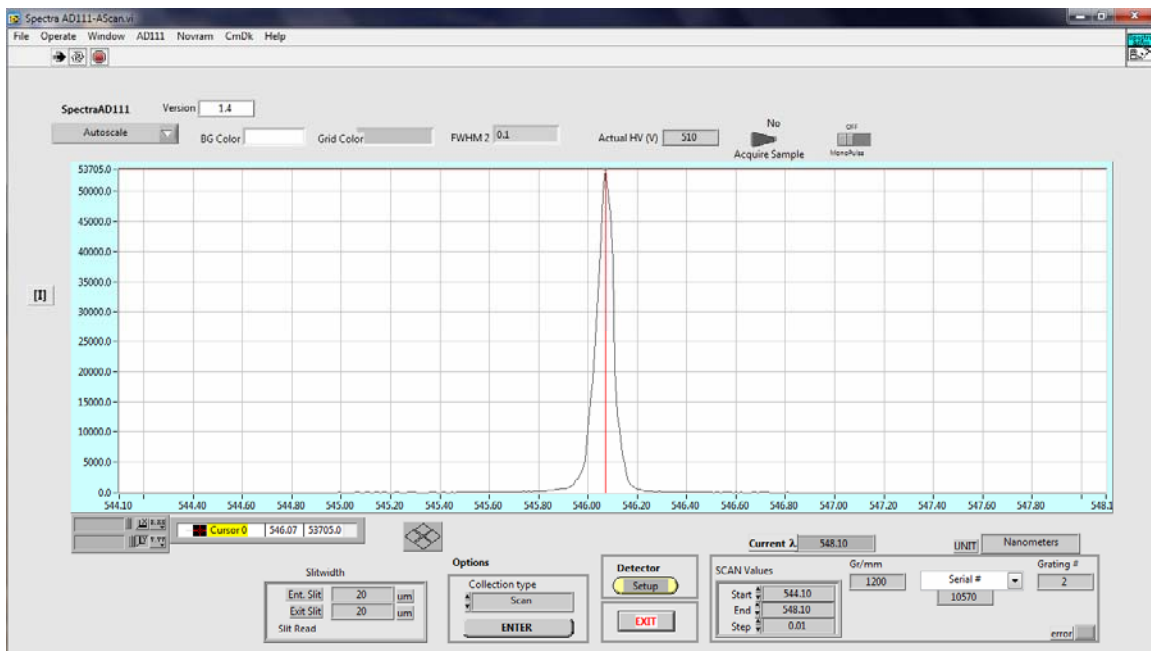 Spectra AD111-AScan.vi
File Operate Window AD111 Novram CmDk Help
SpectraAD111 Version 1.4
Autoscale BG Color Grid Color FWHM 2 0.1 Actual HV (V) 510 No OFF
Acquire Sample MonoPulse
53705.0
50000.0
45000.0
40000.0
35000.0
30000.0
[I]
25000.0
20000.0
15000.0
10000.0
5000.0
0.0
544.10 544.40 544.60 544.80 545.00 545.20 545.40 545.60 545.80 546.00 546.20 546.40 546.60 546.80 547.00 547.20 547.40 547.60 547.80 548.1
Cursor 0 546.07 53705.0
Current λ 548.10 UNIT Nanometers
Slitwidth
Ent. Slit 20 um
Exit Slit 20 um
Slit Read
Options
Collection type
Scan
ENTER
Detector
Setup
EXIT
SCAN Values
Start 544.10
End 548.10
Step 0.01
Gr/mm
1200
Serial #
10570
Grating #
2
error